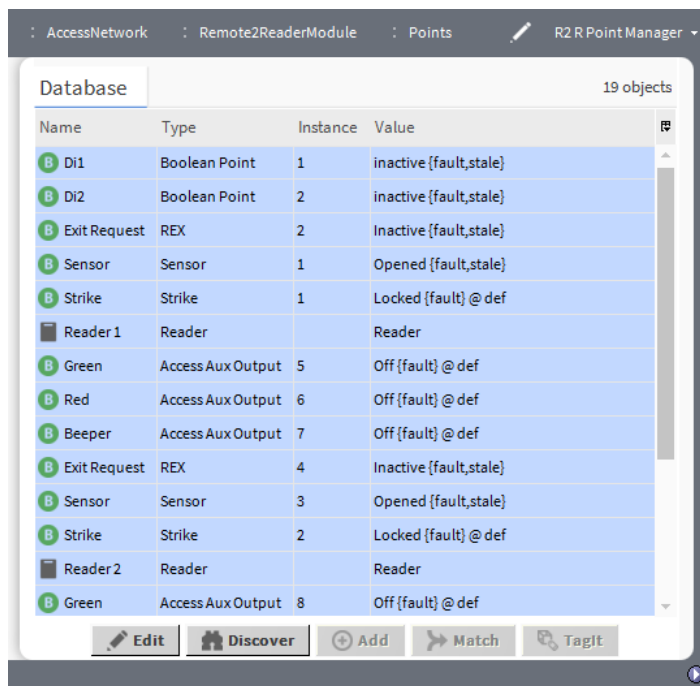 : AccessNetwork : Remote2ReaderModule : Points R2 R Point Manager
Database 19 objects
Name Type Instance Value
B Di1 Boolean Point 1 inactive {fault,stale}
B Di2 Boolean Point 2 inactive {fault,stale}
B Exit Request REX 2 Inactive {fault,stale}
B Sensor Sensor 1 Opened {fault,stale}
B Strike Strike 1 Locked {fault} @ def
Reader 1 Reader Reader
B Green Access Aux Output 5 Off {fault} @ def
B Red Access Aux Output 6 Off {fault} @ def
B Beeper Access Aux Output 7 Off {fault} @ def
B Exit Request REX 4 Inactive {fault,stale}
B Sensor Sensor 3 Opened {fault,stale}
B Strike Strike 2 Locked {fault} @ def
Reader 2 Reader Reader
B Green Access Aux Output 8 Off {fault} @ def
Edit Discover Add Match TagIt